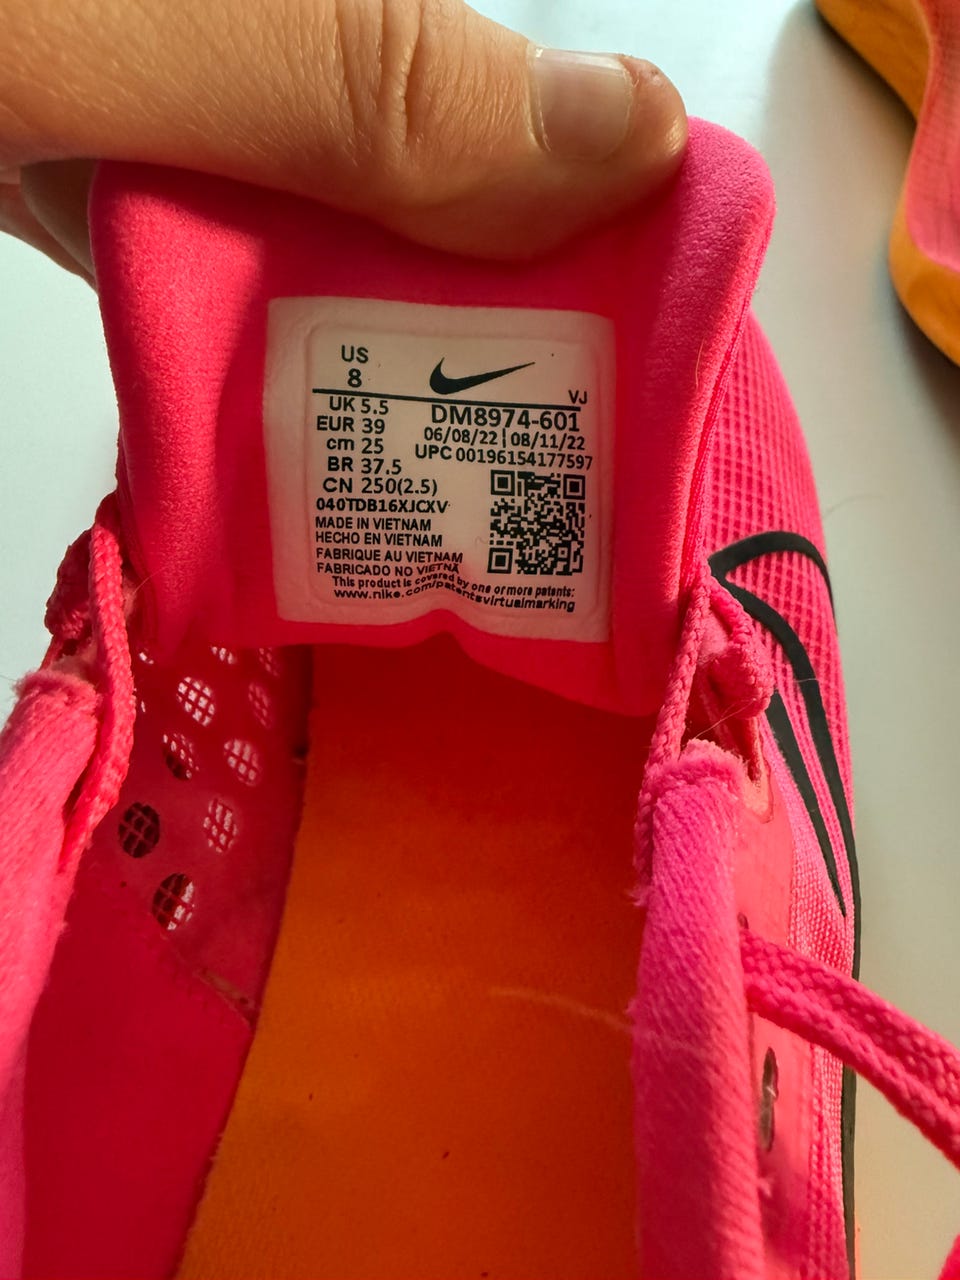 US
8
VJ
UK 5.5
EUR 39
cm 25
BR 37.5
CN 250(2.5)
DM8974-601
06/08/22 | 08/11/22
UPC 00196154177597
040TDB16XJCXV
MADE IN VIETNAM
HECHO EN VIETNAM
FABRIQUE AU VIETNAM
FABRICADO NO VIETNÃ
This product is covered by one or more patents:
www.nike.com/patentsvirtualmarking